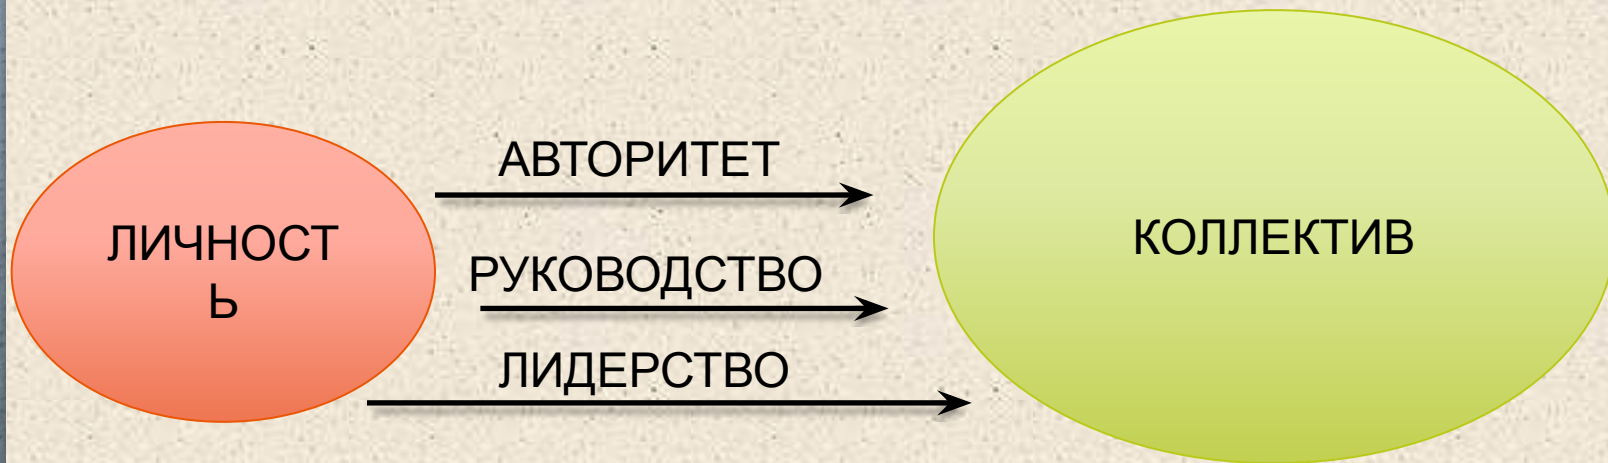 АВТОРИТЕТ
ЛИЧНОСТ
Ь
РУКОВОДСТВО
ЛИДЕРСТВО
КОЛЛЕКТИВ